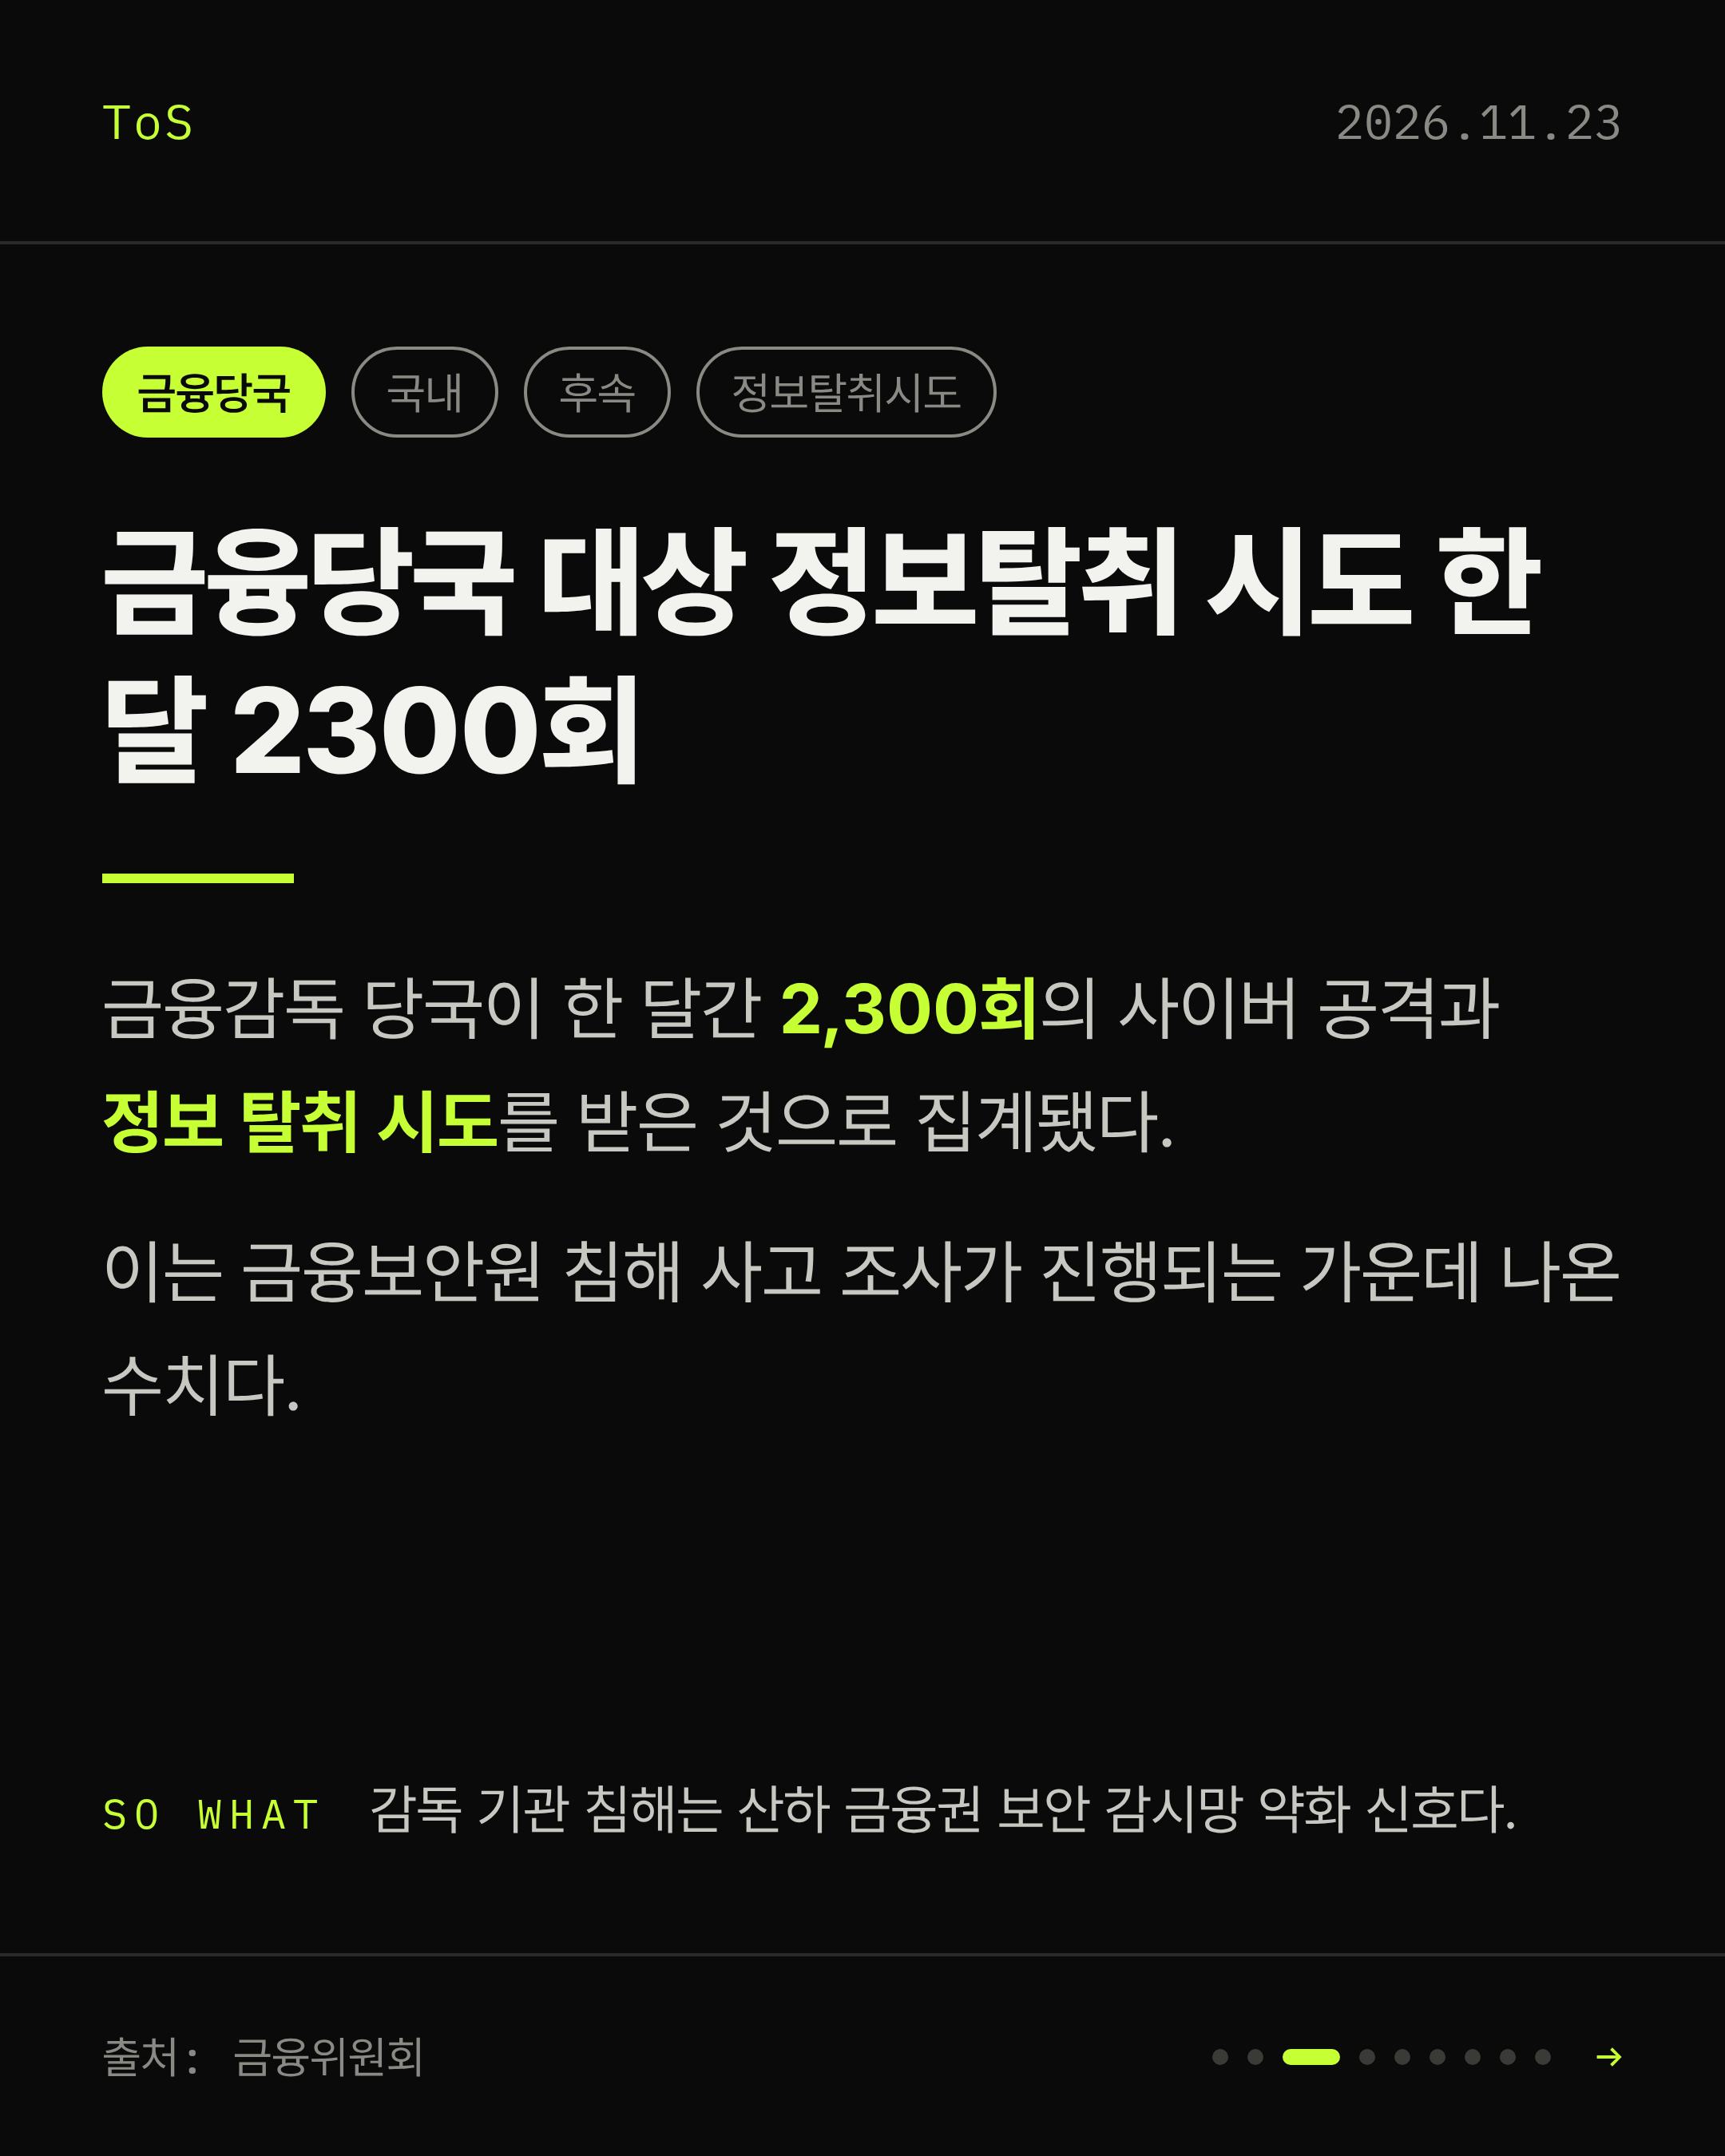 ToS
2026.11.23
금융당국 국내 후속 정보탈취시도
금융당국 대상 정보탈취 시도 한
달 2300회
금융감독 당국이 한 달간 2,300회의 사이버 공격과
정보 탈취 시도를 받은 것으로 집계됐다.
이는 금융보안원 침해 사고 조사가 진행되는 가운데 나온
수치다.
SO WHAT 감독 기관 침해는 산하 금융권 보안 감시망 약화 신호다.
출처: 금융위원회
→